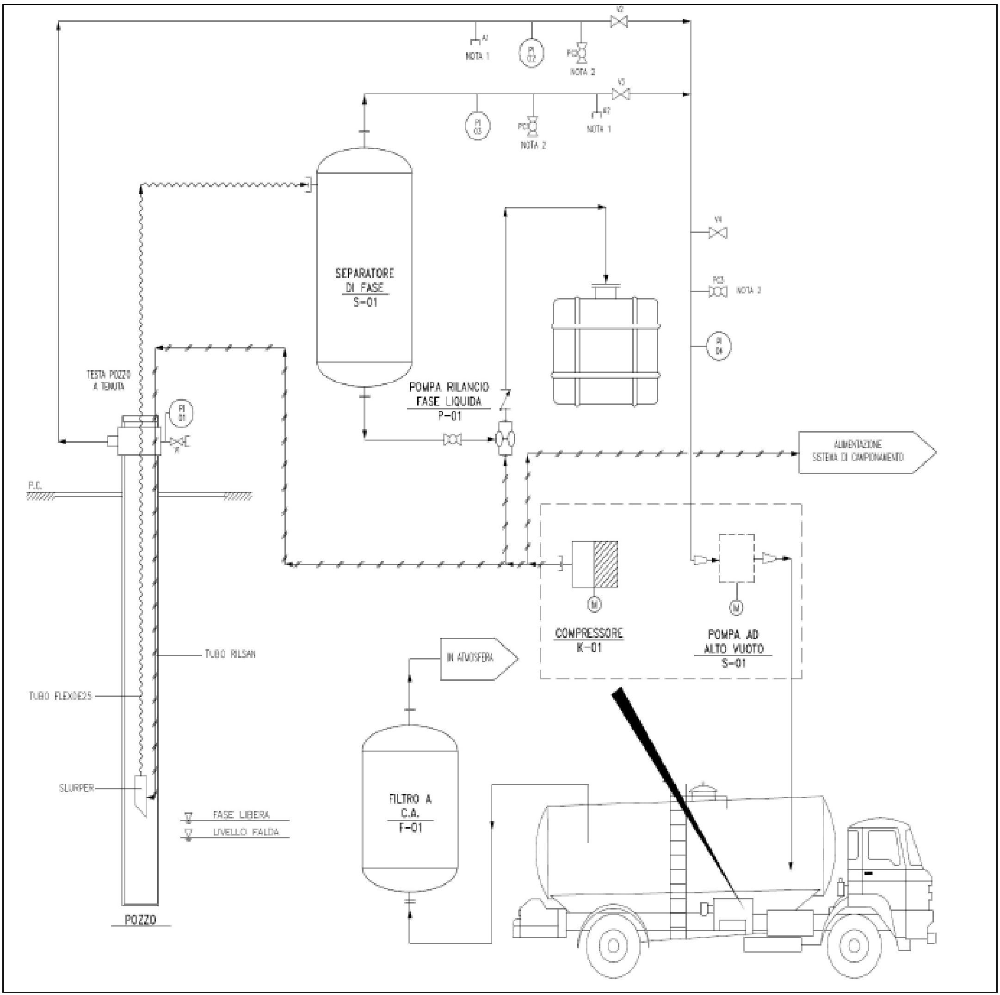 V2
A1
NOTA 1
PI
02
NOTA 2
V3
PI
03
PC1
NOTA 2
A2
NOTA 1
V4
SEPARATORE
DI FASE
S-01
PC3
NOTA 2
PI
TESTA POZZO
A TENUTA
POMPA RILANCIO
FASE LIQUIDA
P-01
PI
01
V1
ALIMENTAZIONE
SISTEMA DI CAMPIONAMENTO
P.C.
M
M
COMPRESSORE
K-01
POMPA AD
ALTO VUOTO
S-01
TUBO RILSAN
IN ATMOSFERA
TUBO FLEXDE25
SLURPER
FILTRO A
C.A.
F-01
FASE LIBERA
LIVELLO FALDA
POZZO